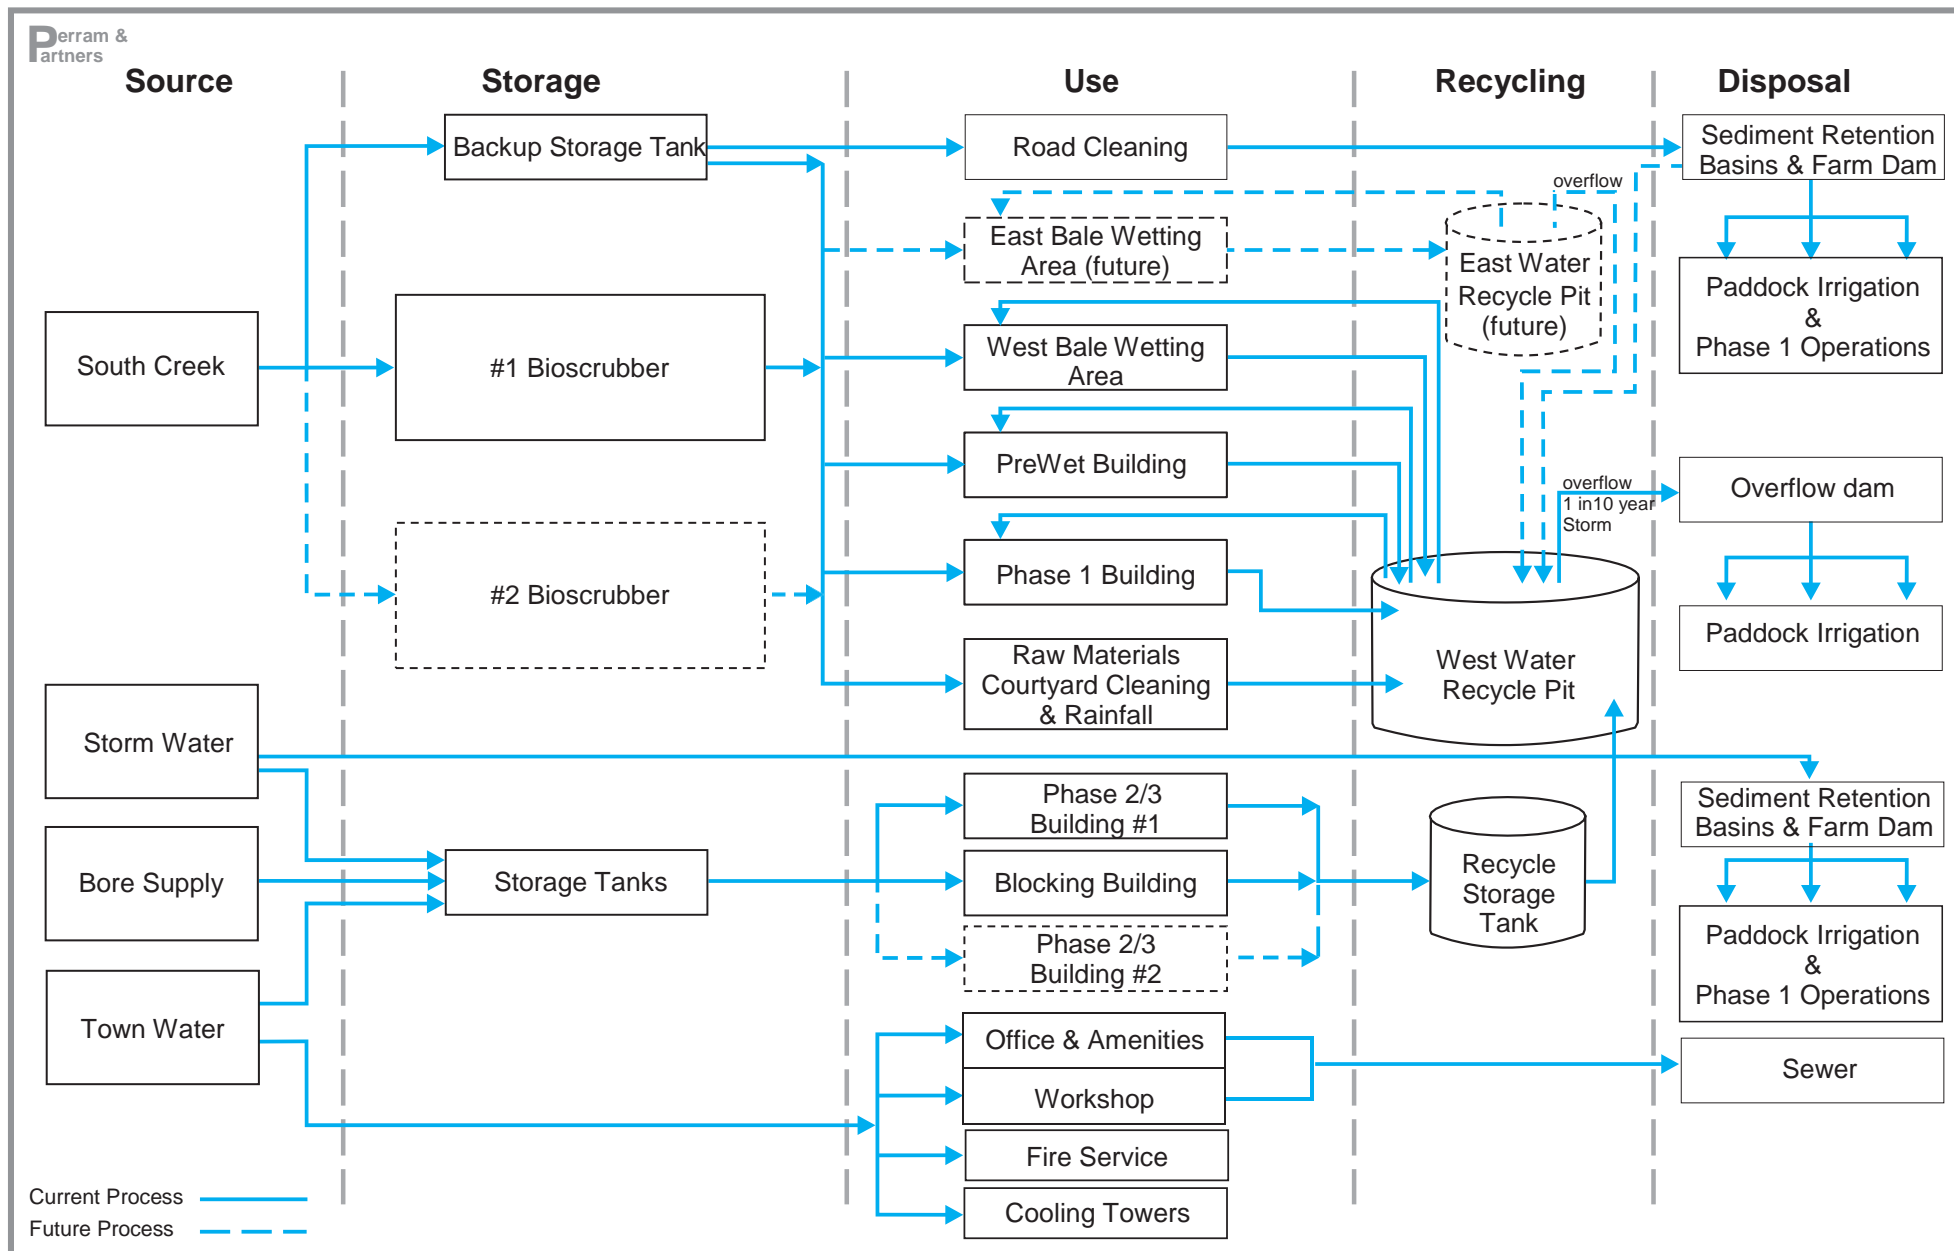 Perram &
Partners
Source
Storage
Use
Recycling
Disposal
Backup Storage Tank
Road Cleaning
Sediment Retention
Basins & Farm Dam
overflow
East Bale Wetting
Area (future)
East Water
Recycle Pit
(future)
Paddock Irrigation
&
Phase 1 Operations
South Creek
#1 Bioscrubber
West Bale Wetting
Area
PreWet Building
overflow
1 in10 year
Storm
Overflow dam
#2 Bioscrubber
Phase 1 Building
Paddock Irrigation
Raw Materials
Courtyard Cleaning
& Rainfall
West Water
Recycle Pit
Storm Water
Phase 2/3
Building #1
Sediment Retention
Basins & Farm Dam
Bore Supply
Storage Tanks
Blocking Building
Recycle
Storage
Tank
Phase 2/3
Building #2
Paddock Irrigation
&
Phase 1 Operations
Town Water
Office & Amenities
Sewer
Workshop
Fire Service
Cooling Towers
Current Process
Future Process